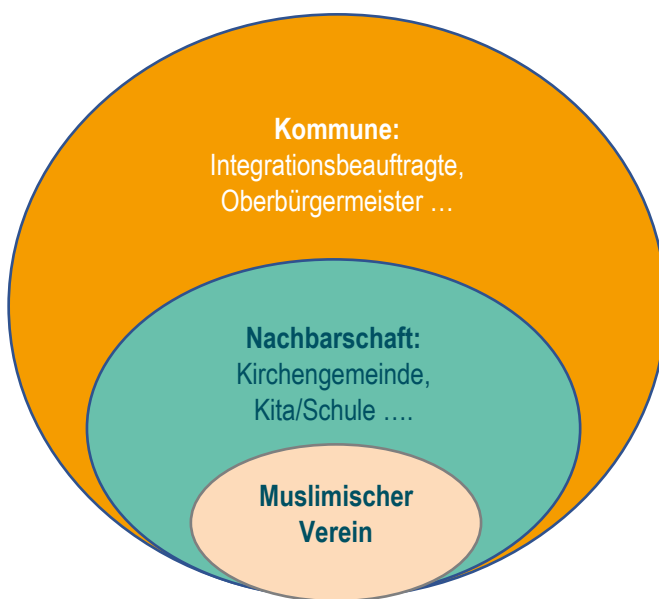 Kommune:
Integrationsbeauftragte,
Oberbürgermeister …
Nachbarschaft:
Kirchengemeinde,
Kita/Schule ….
Muslimischer
Verein